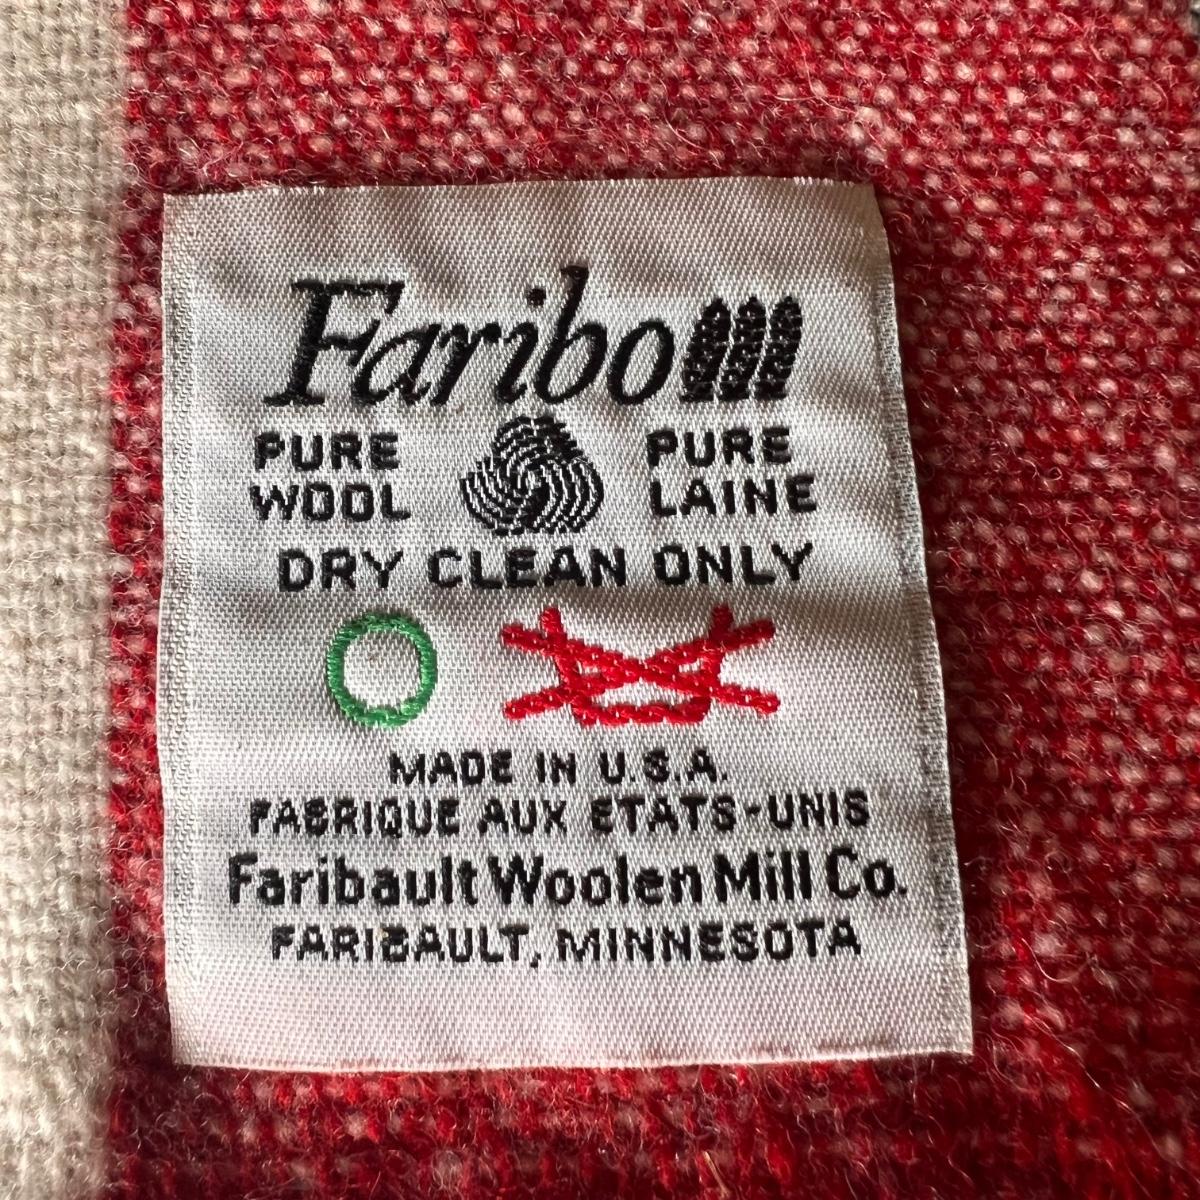 Faribo
PURE WOOL
PURE LAINE
DRY CLEAN ONLY
MADE IN U.S.A.
FABRIQUE AUX ETATS-UNIS
Faribault Woolen Mill Co.
FARIBAULT, MINNESOTA